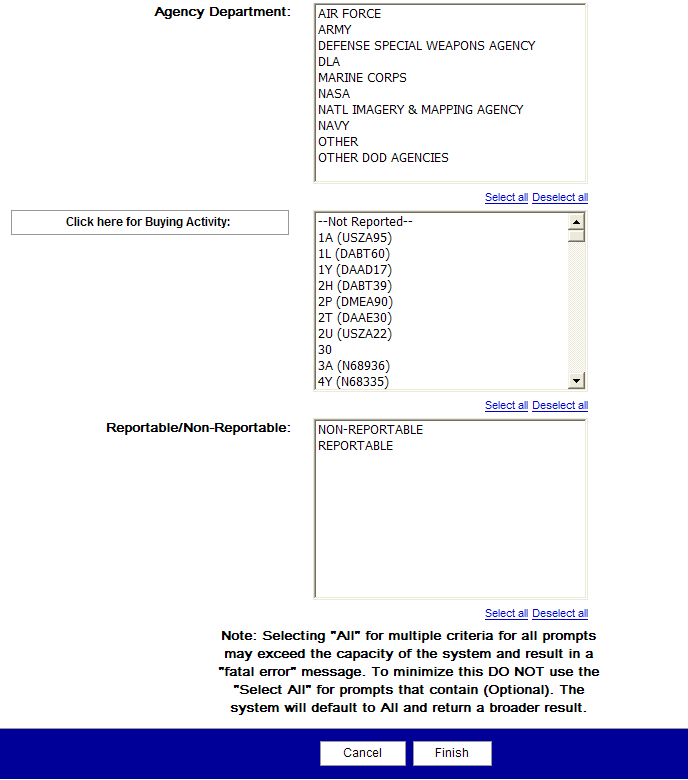 Agency Department:
AIR FORCE
ARMY
DEFENSE SPECIAL WEAPONS AGENCY
DLA
MARINE CORPS
NASA
NATL IMAGERY & MAPPING AGENCY
NAVY
OTHER
OTHER DOD AGENCIES
Select all Deselect all
Click here for Buying Activity:
--Not Reported--
1A (USZA95)
1L (DABT60)
1Y (DAAD17)
2H (DABT39)
2P (DMEA90)
2T (DAAE30)
2U (USZA22)
30
3A (N68936)
4Y (N68335)
Select all Deselect all
Reportable/Non-Reportable:
NON-REPORTABLE
REPORTABLE
Select all Deselect all
Note: Selecting "All" for multiple criteria for all prompts
may exceed the capacity of the system and result in a
"fatal error" message. To minimize this DO NOT use the
"Select All" for prompts that contain (Optional). The
system will default to All and return a broader result.
Cancel Finish